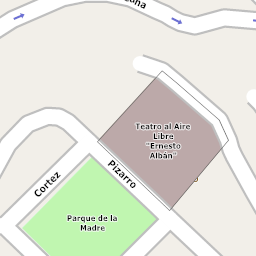 Teatro al Aire
Libre
"Ernesto
Albán"
Pizarro
Cortez
Parque de la
Madre